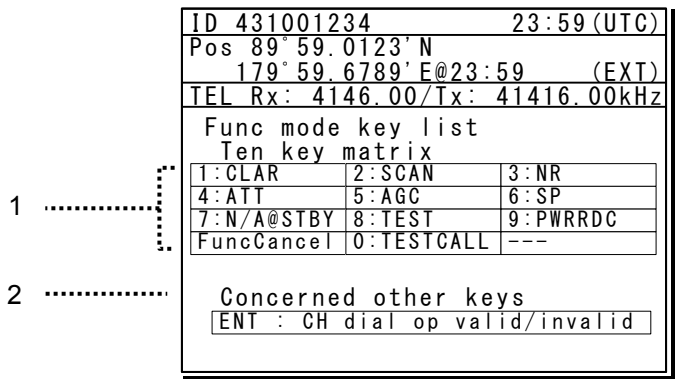 ID 431001234 23:59(UTC)
Pos 89°59.0123'N
179°59.6789'E@23:59 (EXT)
TEL Rx: 4146.00/Tx: 41416.00kHz
Func mode key list
Ten key matrix
1:CLAR 2:SCAN 3:NR
4:ATT 5:AGC 6:SP
1
7:N/A@STBY 8:TEST 9:PWRRDC
FuncCancel 0:TESTCALL ---
2
Concerned other keys
ENT : CH dial op valid/invalid